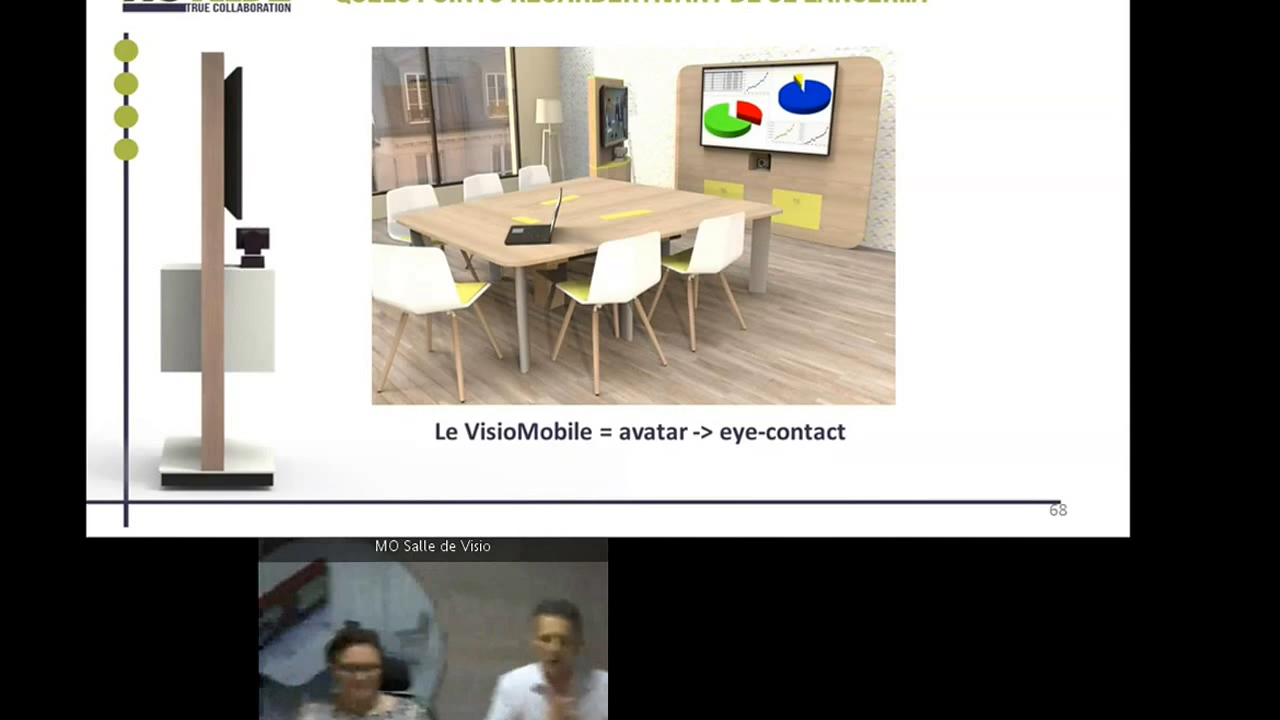 TRUE COLLABORATION
Le VisioMobile = avatar -> eye-contact
68
MO Salle de Visio